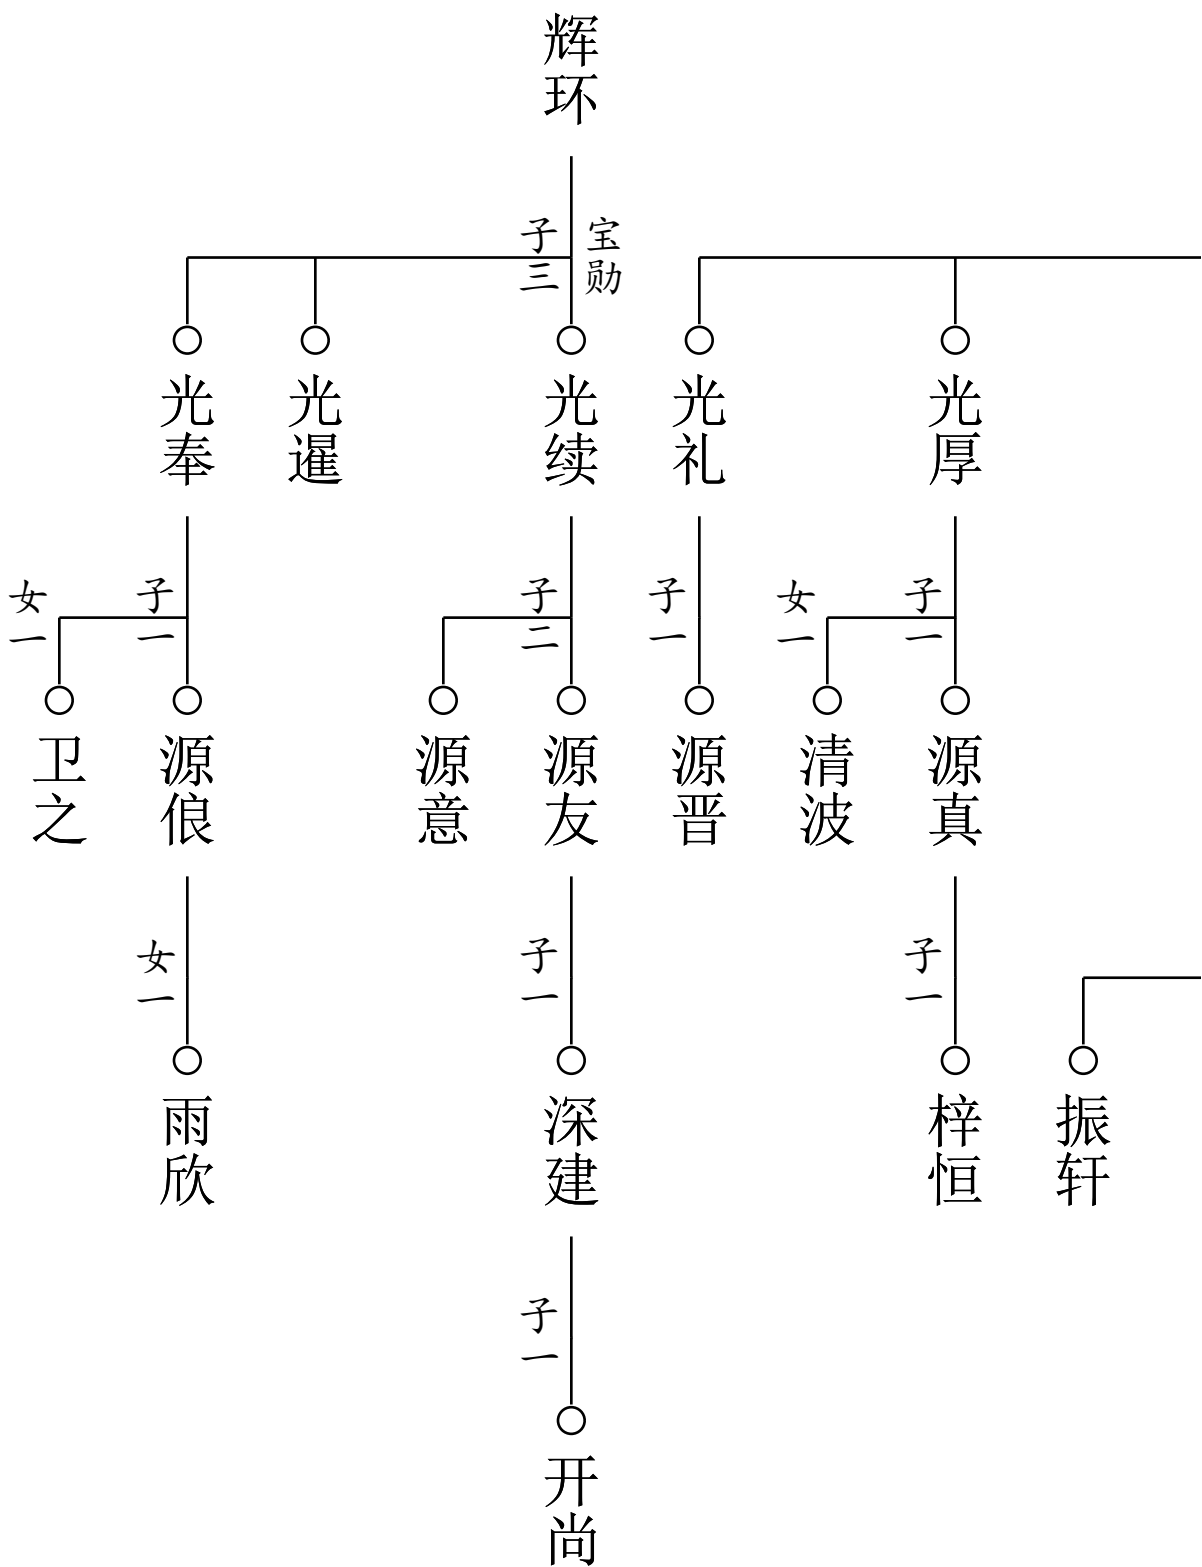 辉环
子三
宝勋
光奉
光暹
光续
光礼
光厚
女一
子一
子二
子一
女一
子一
卫之
源俍
源意
源友
源晋
清波
源真
女一
子一
子一
雨欣
深建
梓恒
振轩
子一
开尚